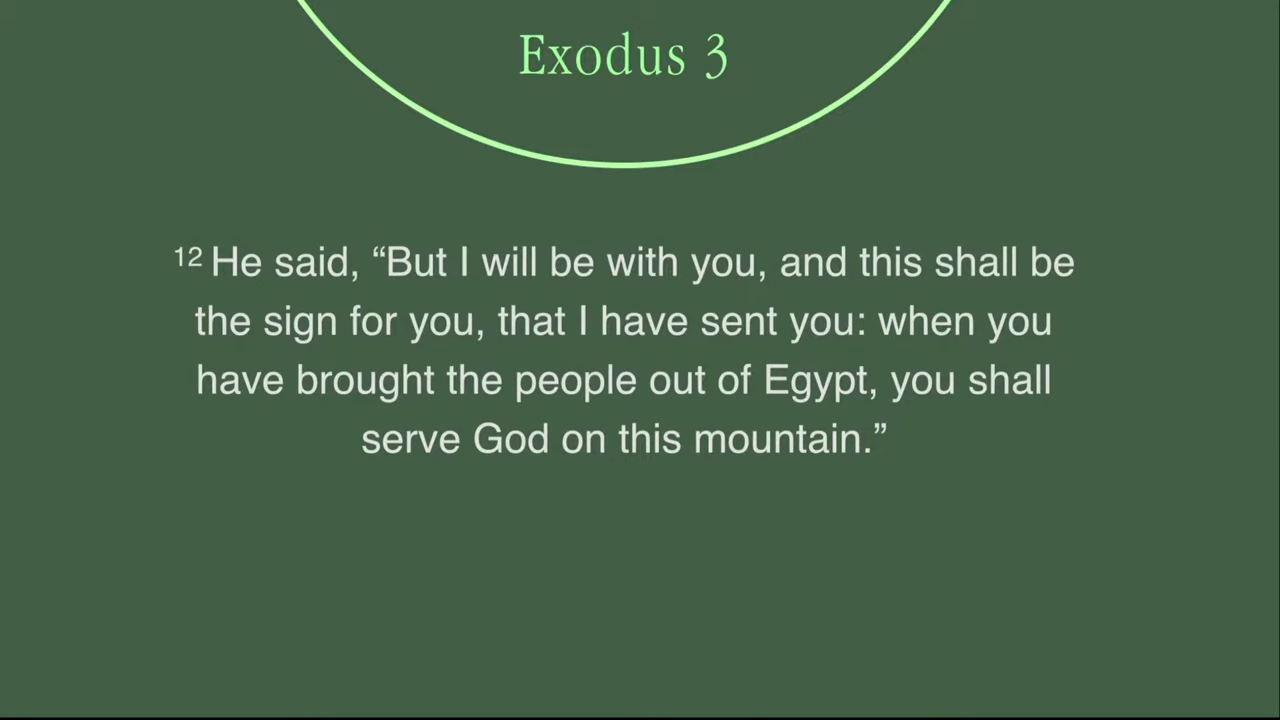 Exodus 3
12 He said, “But I will be with you, and this shall be
the sign for you, that I have sent you: when you
have brought the people out of Egypt, you shall
serve God on this mountain.”